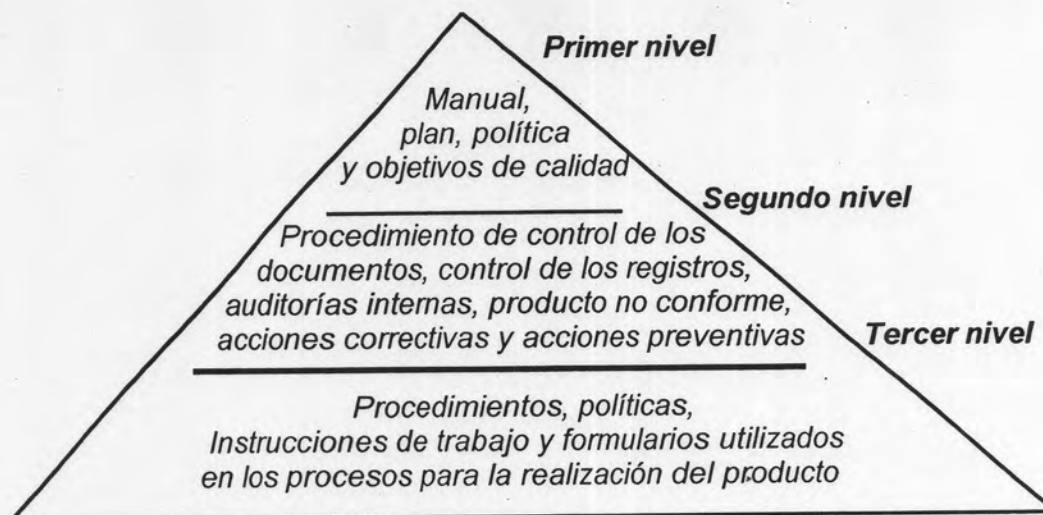 Primer nivel
Manual,
plan, política
y objetivos de calidad
Segundo nivel
Procedimiento de control de los
documentos, control de los registros,
auditorías internas, producto no conforme,
acciones correctivas y acciones preventivas
Tercer nivel
Procedimientos, políticas,
Instrucciones de trabajo y formularios utilizados
en los procesos para la realización del producto